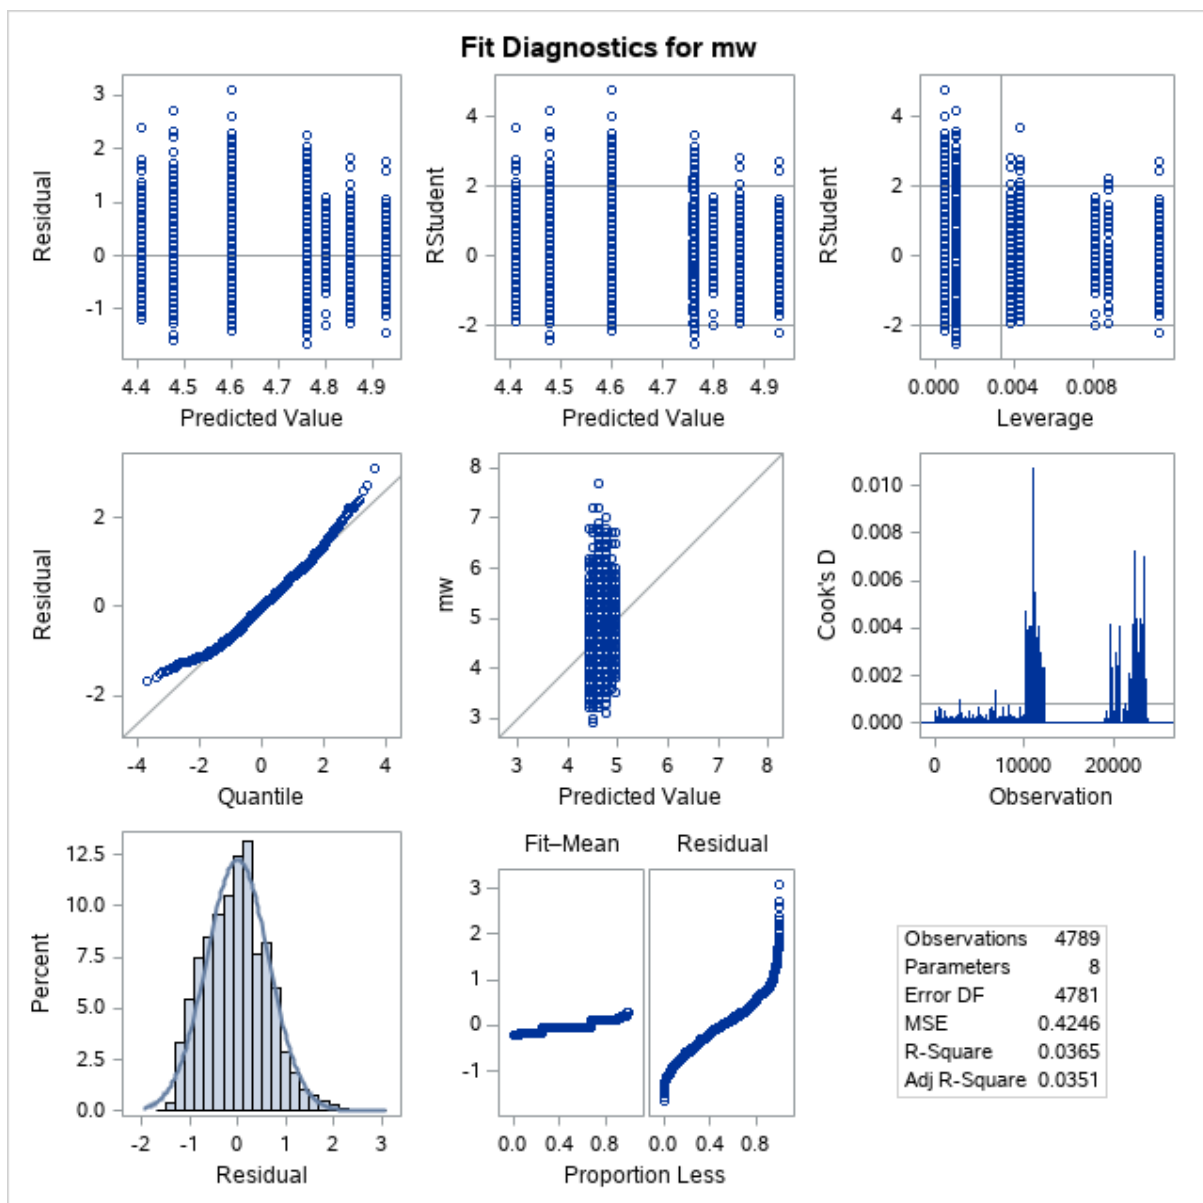 Fit Diagnostics for mw
3
2
1
0
-1
Residual
4.4 4.5 4.6 4.7 4.8 4.9
Predicted Value
4
2
0
-2
RStudent
4.4 4.5 4.6 4.7 4.8 4.9
Predicted Value
4
2
0
-2
RStudent
0.000 0.004 0.008
Leverage
2
0
-2
Residual
-4 -2 0 2 4
Quantile
8
7
6
5
4
3
mw
3 4 5 6 7 8
Predicted Value
0.010
0.008
0.006
0.004
0.002
0.000
Cook's D
0 10000 20000
Observation
12.5
10.0
7.5
5.0
2.5
0.0
Percent
-2 -1 0 1 2 3
Residual
Fit–Mean Residual
3
2
1
0
-1
0.0 0.4 0.8 0.0 0.4 0.8
Proportion Less
Observations 4789
Parameters 8
Error DF 4781
MSE 0.4246
R-Square 0.0365
Adj R-Square 0.0351